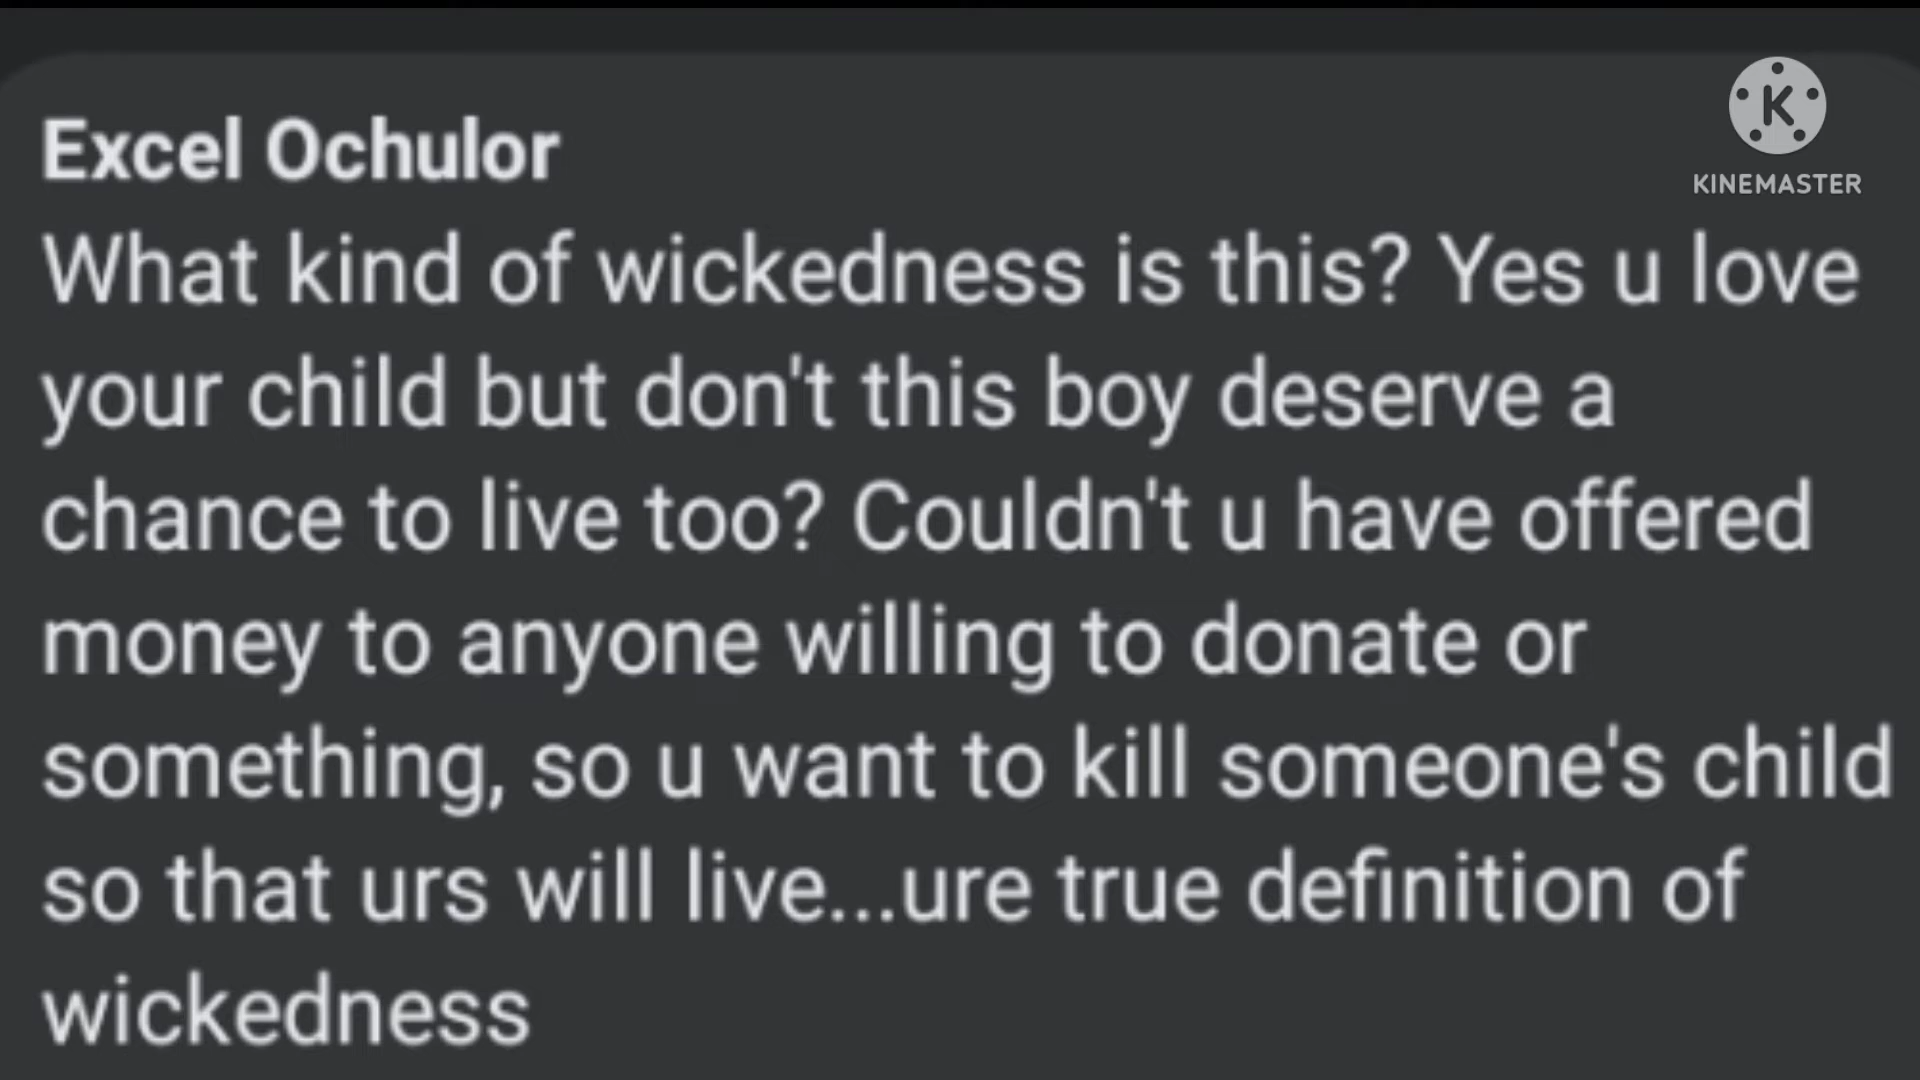 Excel Ochulor
K
KINEMASTER
What kind of wickedness is this? Yes u love
your child but don't this boy deserve a
chance to live too? Couldn't u have offered
money to anyone willing to donate or
something, so u want to kill someone's child
so that urs will live...ure true definition of
wickedness